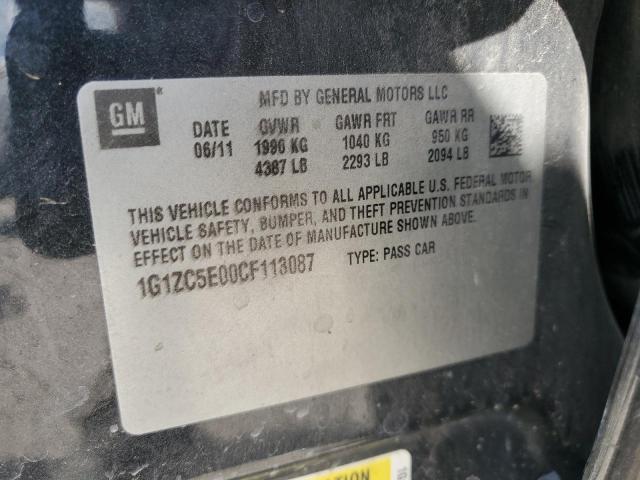 GM
MFD BY GENERAL MOTORS LLC
DATE GVWR GAWR FRT GAWR RR
06/11 1990 KG 1040 KG 950 KG
4387 LB 2293 LB 2094 LB
THIS VEHICLE CONFORMS TO ALL APPLICABLE U.S. FEDERAL MOTOR
VEHICLE SAFETY, BUMPER, AND THEFT PREVENTION STANDARDS IN
EFFECT ON THE DATE OF MANUFACTURE SHOWN ABOVE.
1G1ZC5E00CF113087 TYPE: PASS CAR